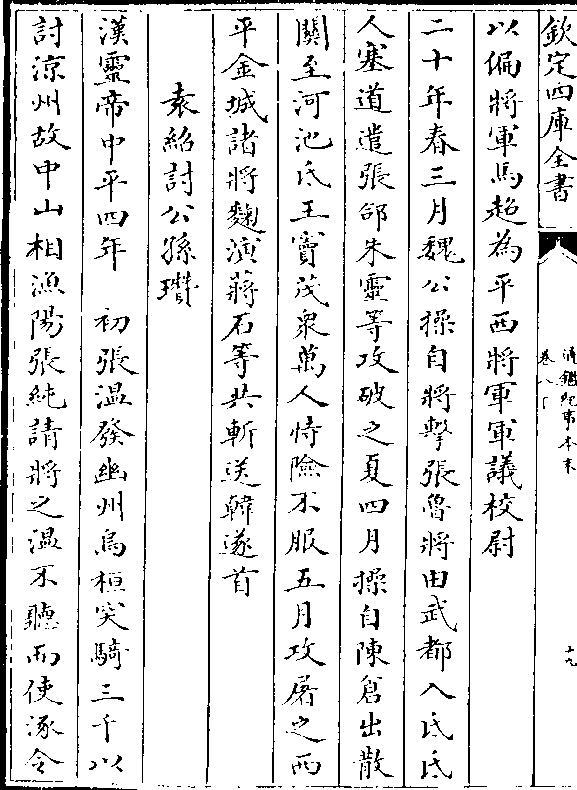 欽定四庫全書
通鑑紀事本末
卷八下
十九
以偏將軍馬超為平西將軍軍議校尉
二十年春三月魏公操自將擊張魯將由武都入氐氐
人塞道遣張郃朱靈等攻破之夏四月操自陳倉出散
關至河池氐王竇茂衆萬人恃險不服五月攻屠之西
平金城諸將麴演蔣石等共斬送韓遂首
袁紹討公孫瓚
漢靈帝中平四年　初張温發幽州烏桓突騎三千以
討涼州故中山相漁陽張純請將之温不聽而使涿令